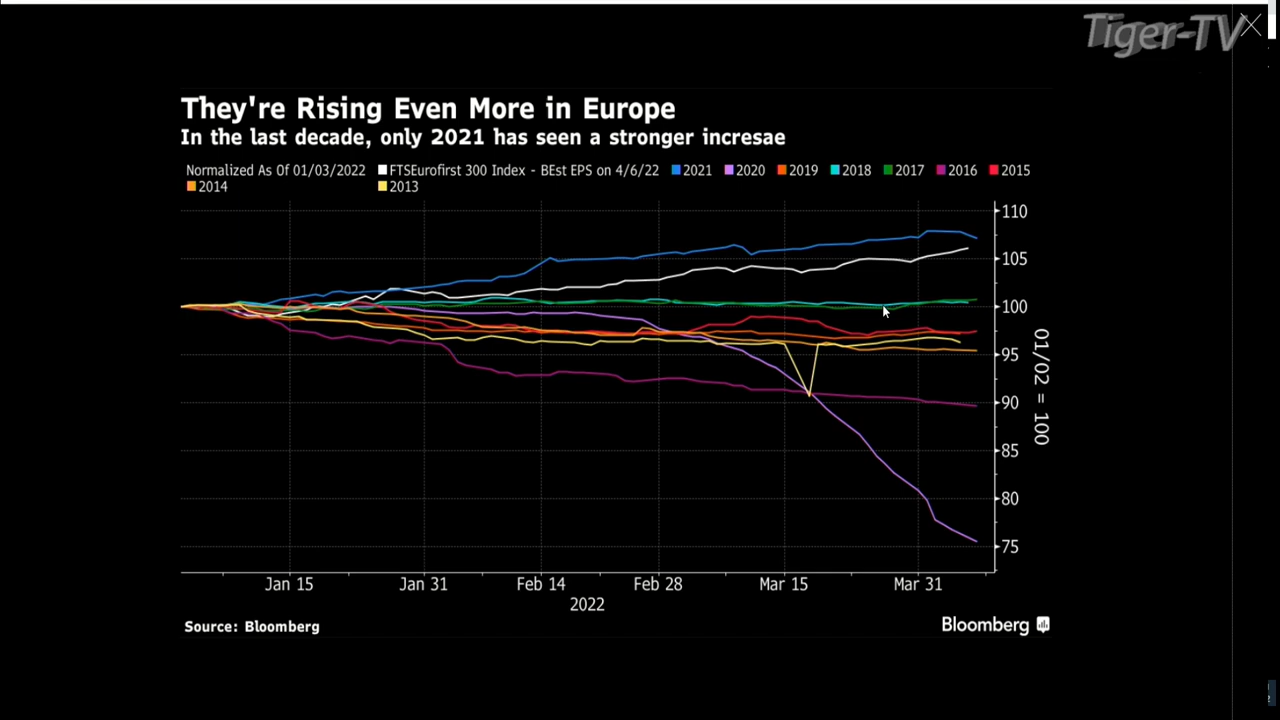 Tiger-TV
They're Rising Even More in Europe
In the last decade, only 2021 has seen a stronger incresae
Normalized As Of 01/03/2022 FTSEurofirst 300 Index - BEst EPS on 4/6/22 2021 2020 2019 2018 2017 2016 2015
2014 2013
110
105
100
95
90
85
80
75
01/02 = 100
Jan 15 Jan 31 Feb 14 Feb 28 Mar 15 Mar 31
2022
Source: Bloomberg
Bloomberg